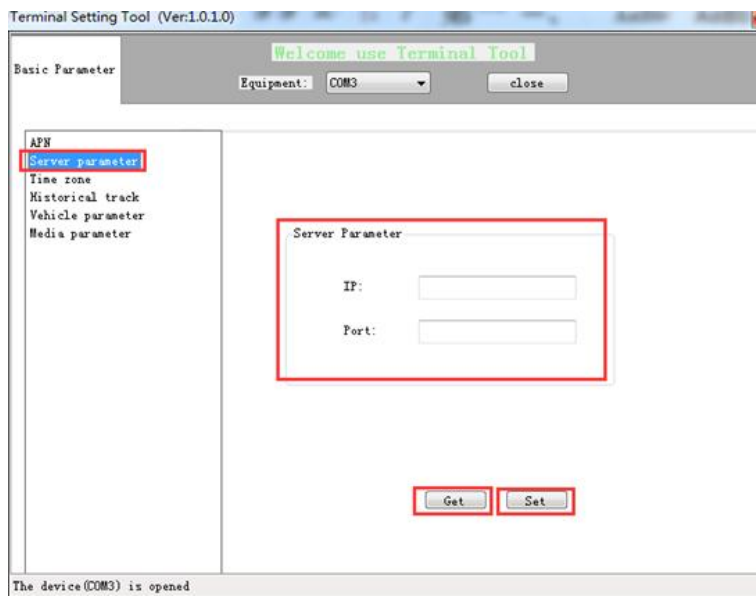 Terminal Setting Tool (Ver:1.0.1.0)
Welcome use Terminal Tool
Basic Parameter
Equipment: COM3 close
APN
Server parameter
Time zone
Historical track
Vehicle parameter
Media parameter
Server Parameter
IP:
Port:
Get Set
The device(COM3) is opened